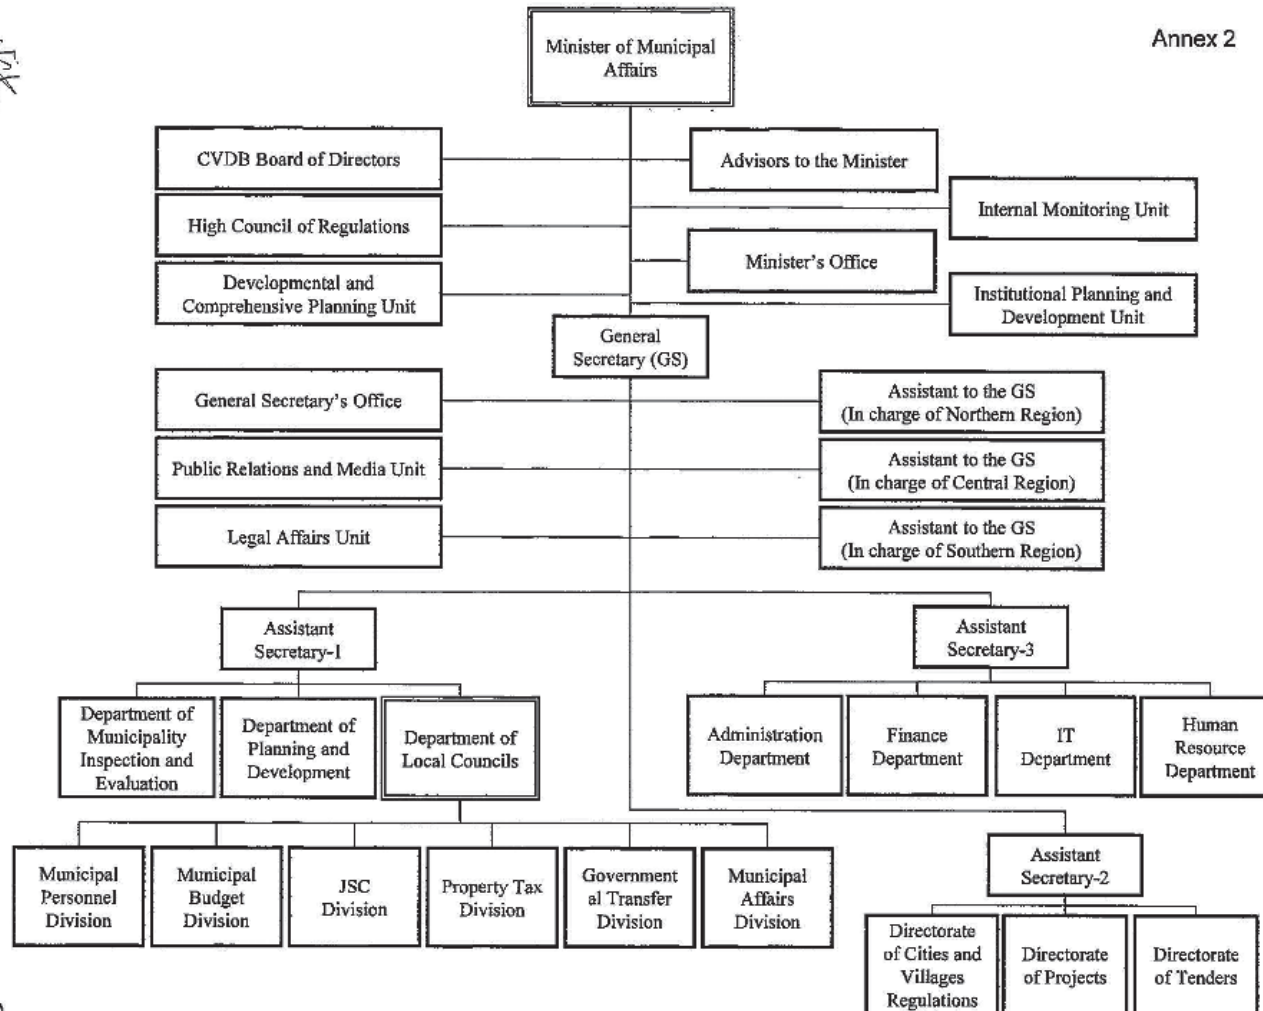 Annex 2
Minister of Municipal
Affairs
CVDB Board of Directors
Advisors to the Minister
High Council of Regulations
Internal Monitoring Unit
Minister's Office
Developmental and
Comprehensive Planning Unit
Institutional Planning and
Development Unit
General
Secretary (GS)
General Secretary's Office
Assistant to the GS
(In charge of Northern Region)
Public Relations and Media Unit
Assistant to the GS
(In charge of Central Region)
Legal Affairs Unit
Assistant to the GS
(In charge of Southern Region)
Assistant
Secretary-1
Assistant
Secretary-3
Department of
Municipality
Inspection and
Evaluation
Department of
Planning and
Development
Department of
Local Councils
Administration
Department
Finance
Department
IT
Department
Human
Resource
Department
Municipal
Personnel
Division
Municipal
Budget
Division
JSC
Division
Property Tax
Division
Government
al Transfer
Division
Municipal
Affairs
Division
Assistant
Secretary-2
Directorate
of Cities and
Villages
Regulations
Directorate
of Projects
Directorate
of Tenders